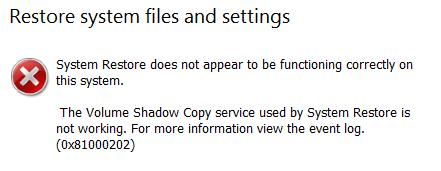 Restore system files and settings
System Restore does not appear to be functioning correctly on
this system.
The Volume Shadow Copy service used by System Restore is
not working. For more information view the event log.
(0x81000202)